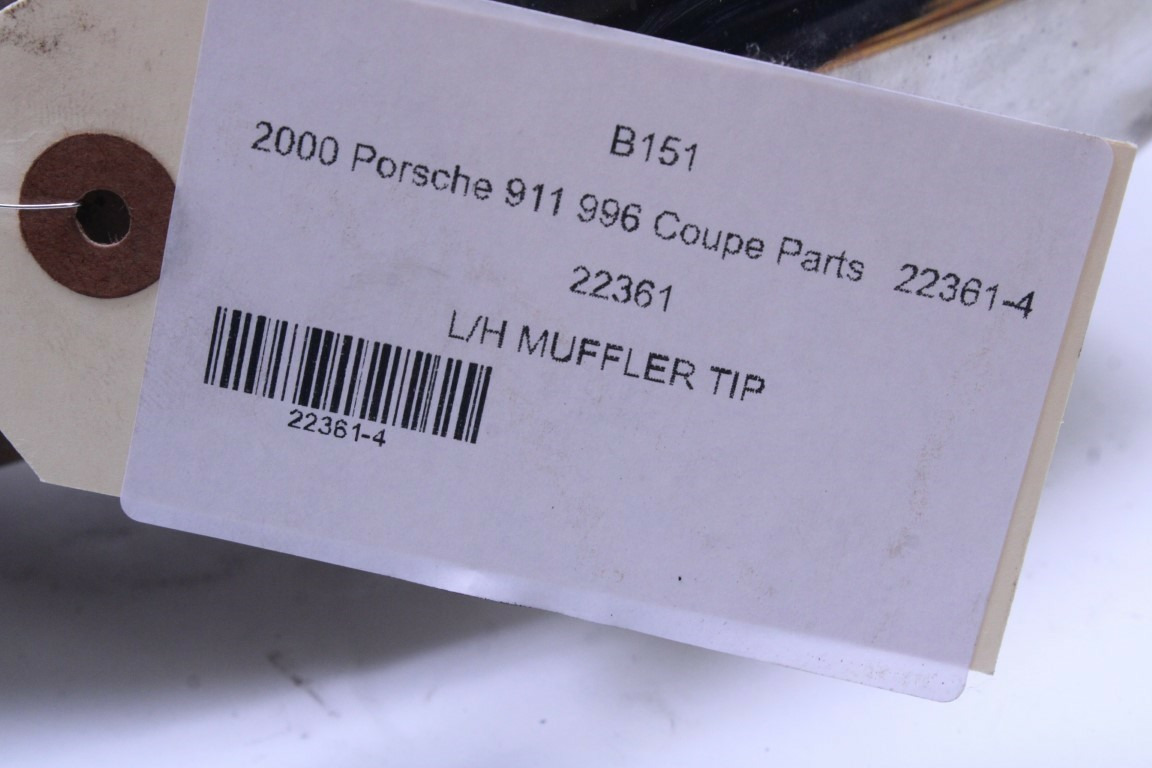 B151
2000 Porsche 911 996 Coupe Parts 22361-4
22361
L/H MUFFLER TIP
22361-4